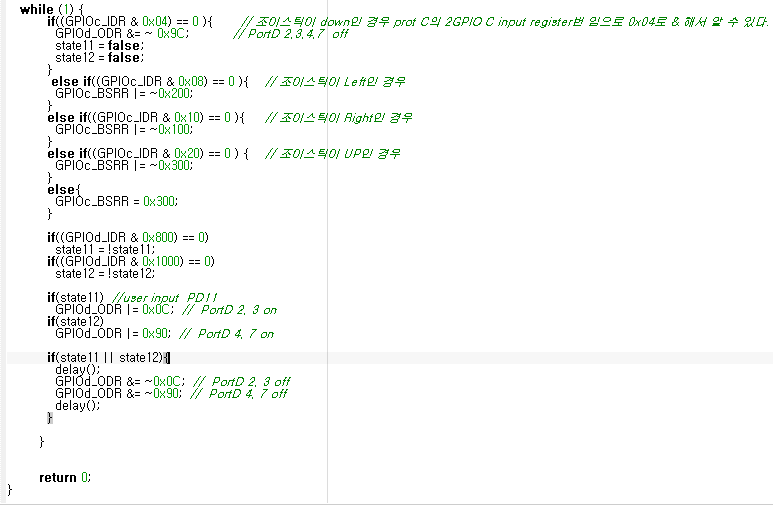 while (1) {
if((GPIOc_IDR & 0x04) == 0 ){ // 조이스틱이 down인 경우 prot C의 2GPIO C input register번 임으로 0x04로 & 해서 알 수 있다.
GPIOd_ODR &= ~ 0x9C; // PortD 2,3,4,7 off
state11 = false;
state12 = false;
}
else if((GPIOc_IDR & 0x08) == 0 ){ // 조이스틱이 Left인 경우
GPIOc_BSRR |= ~0x200;
}
else if((GPIOc_IDR & 0x10) == 0 ){ // 조이스틱이 Right인 경우
GPIOc_BSRR |= ~0x100;
}
else if((GPIOc_IDR & 0x20) == 0 ) { // 조이스틱이 UP인 경우
GPIOc_BSRR |= ~0x300;
}
else{
GPIOc_BSRR = 0x300;
}
if((GPIOd_IDR & 0x800) == 0)
state11 = !state11;
if((GPIOd_IDR & 0x1000) == 0)
state12 = !state12;
if(state11) //user input PD11
GPIOd_ODR |= 0x0C; // PortD 2, 3 on
if(state12)
GPIOd_ODR |= 0x90; // PortD 4, 7 on
if(state11 || state12){
delay();
GPIOd_ODR &= ~0x0C; // PortD 2, 3 off
GPIOd_ODR &= ~0x90; // PortD 4, 7 off
delay();
}
}
return 0;
}